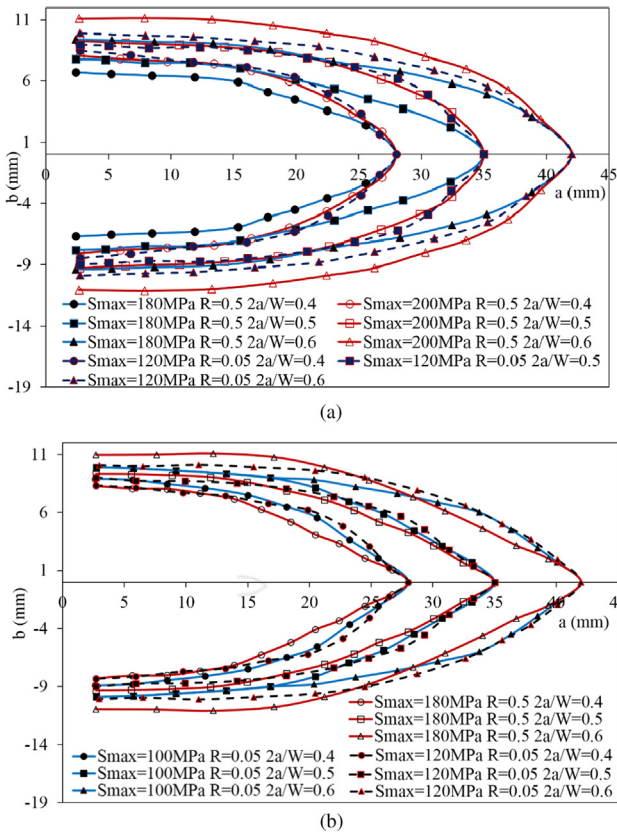 11
6
1
-4
-9
-14
-19
b (mm)
0 5 10 15 20 25 30 35 40 45
a (mm)
Smax=180MPa R=0.5 2a/W=0.4 Smax=200MPa R=0.5 2a/W=0.4
Smax=180MPa R=0.5 2a/W=0.5 Smax=200MPa R=0.5 2a/W=0.5
Smax=180MPa R=0.5 2a/W=0.6 Smax=200MPa R=0.5 2a/W=0.6
Smax=120MPa R=0.05 2a/W=0.4 Smax=120MPa R=0.05 2a/W=0.5
Smax=120MPa R=0.05 2a/W=0.6
(a)
11
6
1
-4
-9
-14
-19
b (mm)
0 5 10 15 20 25 30 35 40 45
a (mm)
Smax=180MPa R=0.5 2a/W=0.4
Smax=180MPa R=0.5 2a/W=0.5
Smax=180MPa R=0.5 2a/W=0.6
Smax=100MPa R=0.05 2a/W=0.4 Smax=120MPa R=0.05 2a/W=0.4
Smax=100MPa R=0.05 2a/W=0.5 Smax=120MPa R=0.05 2a/W=0.5
Smax=100MPa R=0.05 2a/W=0.6 Smax=120MPa R=0.05 2a/W=0.6
(b)